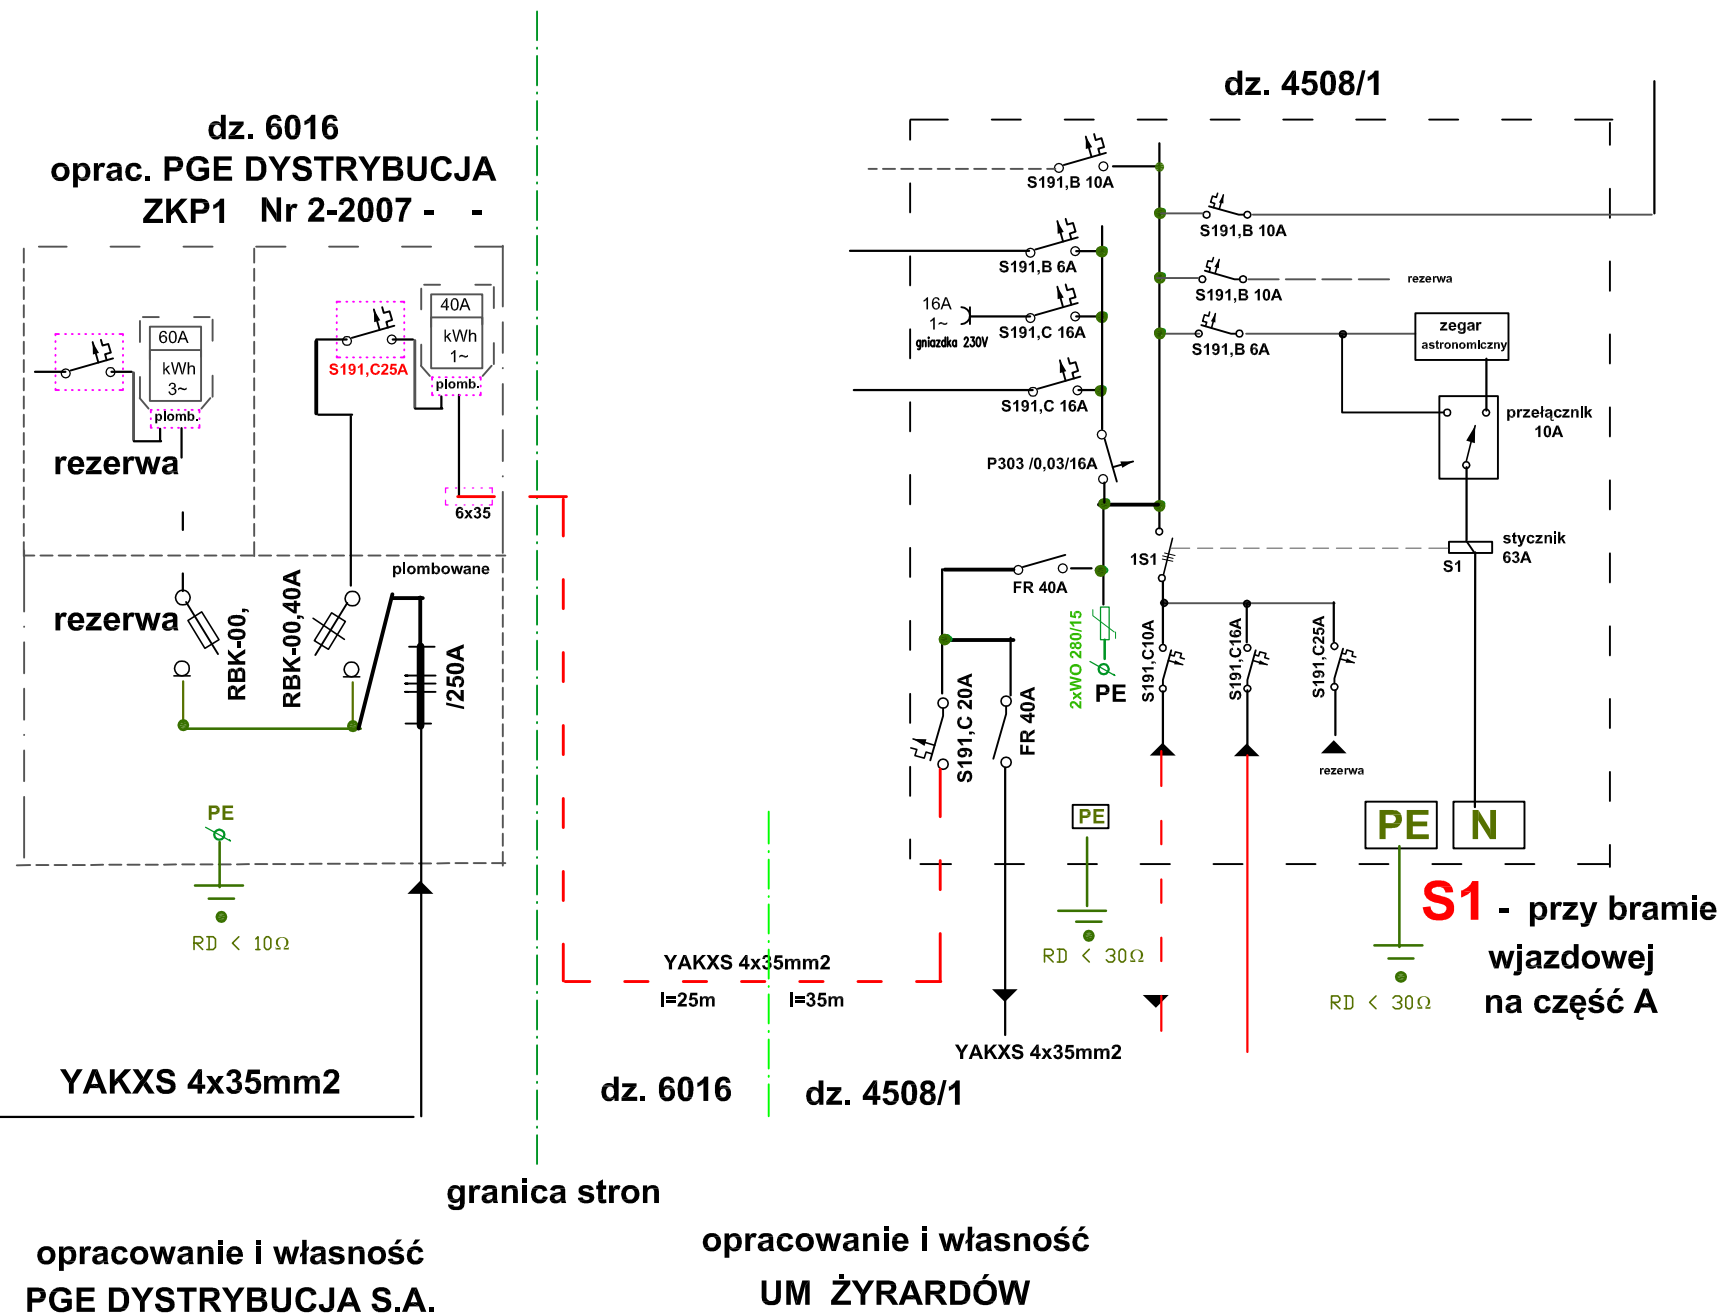 dz. 6016
oprac. PGE DYSTRYBUCJA
ZKP1 Nr 2-2007 - -
60A
kWh
3~
plomb.
rezerwa
S191,C25A
40A
kWh
1~
plomb.
6x35
plombowane
rezerwa
RBK-00,
RBK-00,40A
/250A
PE
RD < 10Ω
YAKXS 4x35mm2
granica stron
opracowanie i własność
PGE DYSTRYBUCJA S.A.
YAKXS 4x35mm2
l=25m
l=35m
dz. 6016
dz. 4508/1
opracowanie i własność
UM ŻYRARDÓW
dz. 4508/1
S191,B 10A
S191,B 6A
16A
1~
gniazdka 230V
S191,C 16A
S191,C 16A
P303 /0,03/16A
S191,B 10A
S191,B 10A
rezerwa
S191,B 6A
zegar
astronomiczny
przełącznik
10A
stycznik
63A
S1
1S1
FR 40A
2xWO 280/15
PE
S191,C 20A
FR 40A
S191,C10A
S191,C16A
S191,C25A
rezerwa
PE
RD < 30Ω
YAKXS 4x35mm2
PE
N
RD < 30Ω
S1 - przy bramie
wjazdowej
na część A